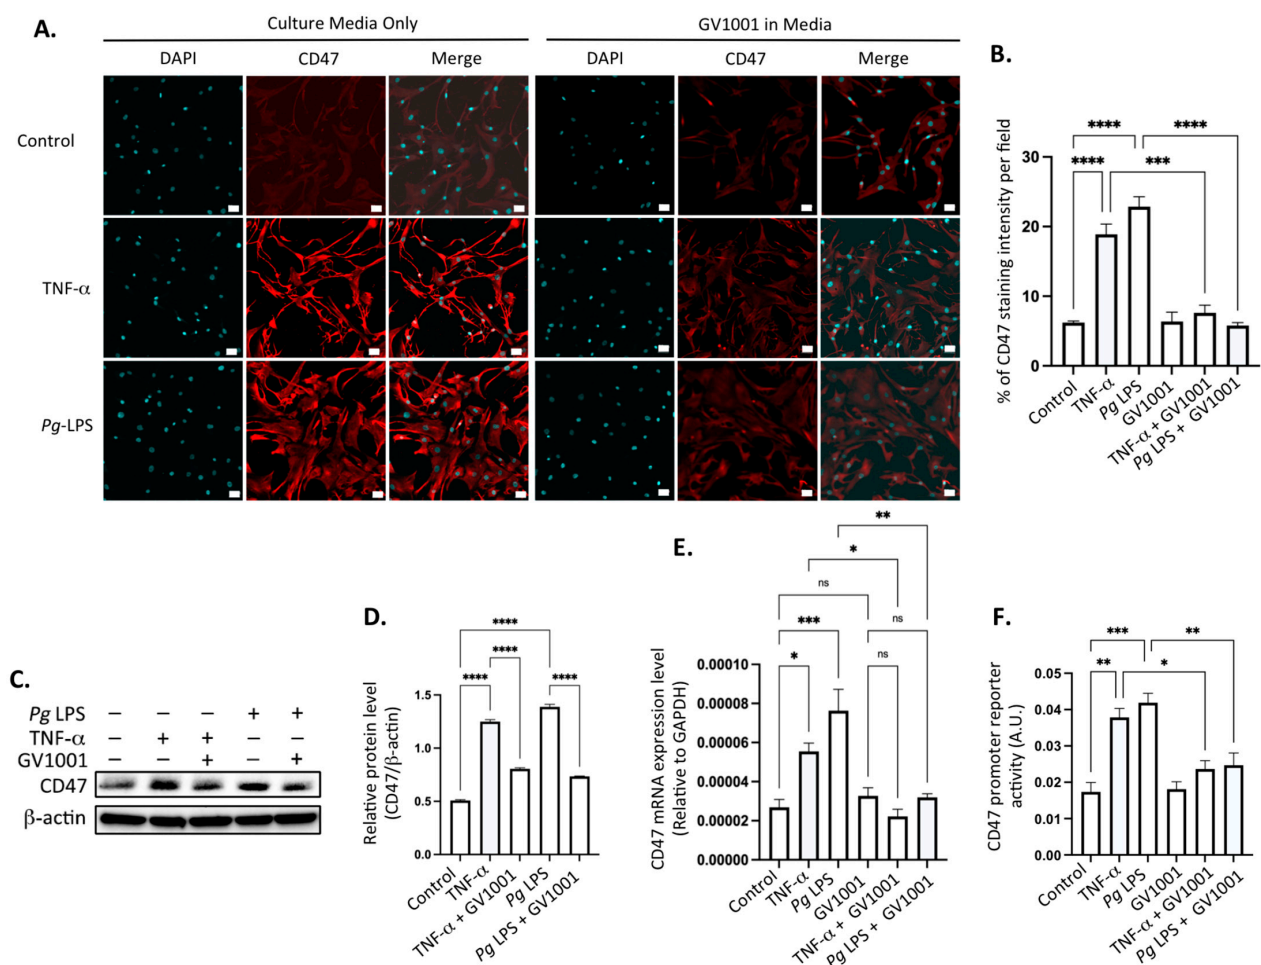 A.
Culture Media Only
GV1001 in Media
DAPI
CD47
Merge
DAPI
CD47
Merge
Control
TNF-α
Pg-LPS
B.
% of CD47 staining intensity per field
30
20
10
0
****
****
****
***
Control
TNF-α
Pg LPS
GV1001
TNF-α + GV1001
Pg LPS + GV1001
C.
Pg LPS − − − + +
TNF-α − + + − −
GV1001 − − + − +
CD47
β-actin
D.
Relative protein level
(CD47/β-actin)
1.5
1.0
0.5
0.0
****
****
****
****
Control
TNF-α
TNF-α + GV1001
Pg LPS
Pg LPS + GV1001
E.
CD47 mRNA expression level
(Relative to GAPDH)
0.00010
0.00008
0.00006
0.00004
0.00002
0.00000
**
*
ns
***
ns
*
ns
Control
TNF-α
Pg LPS
GV1001
TNF-α + GV1001
Pg LPS + GV1001
F.
CD47 promoter reporter
activity (A.U.)
0.05
0.04
0.03
0.02
0.01
0.00
***
**
**
*
Control
TNF-α
Pg LPS
GV1001
TNF-α + GV1001
Pg LPS + GV1001